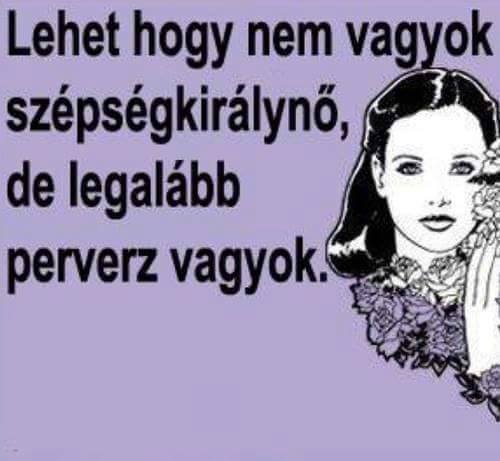 Lehet hogy nem vagyok
szépségkirálynő,
de legalább
perverz vagyok.